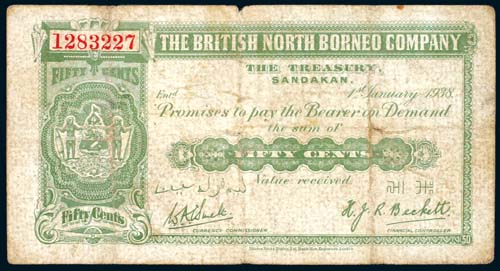 1283227
THE BRITISH NORTH BORNEO COMPANY
FIFTY CENTS
THE TREASURY,
SANDAKAN.
Entd
1st January 1938.
Promises to pay the Bearer on Demand
the sum of
FIFTY CENTS
Value received.
Fifty Cents
CURRENCY COMMISSIONER
H. J. R. Beckett.
FINANCIAL CONTROLLER